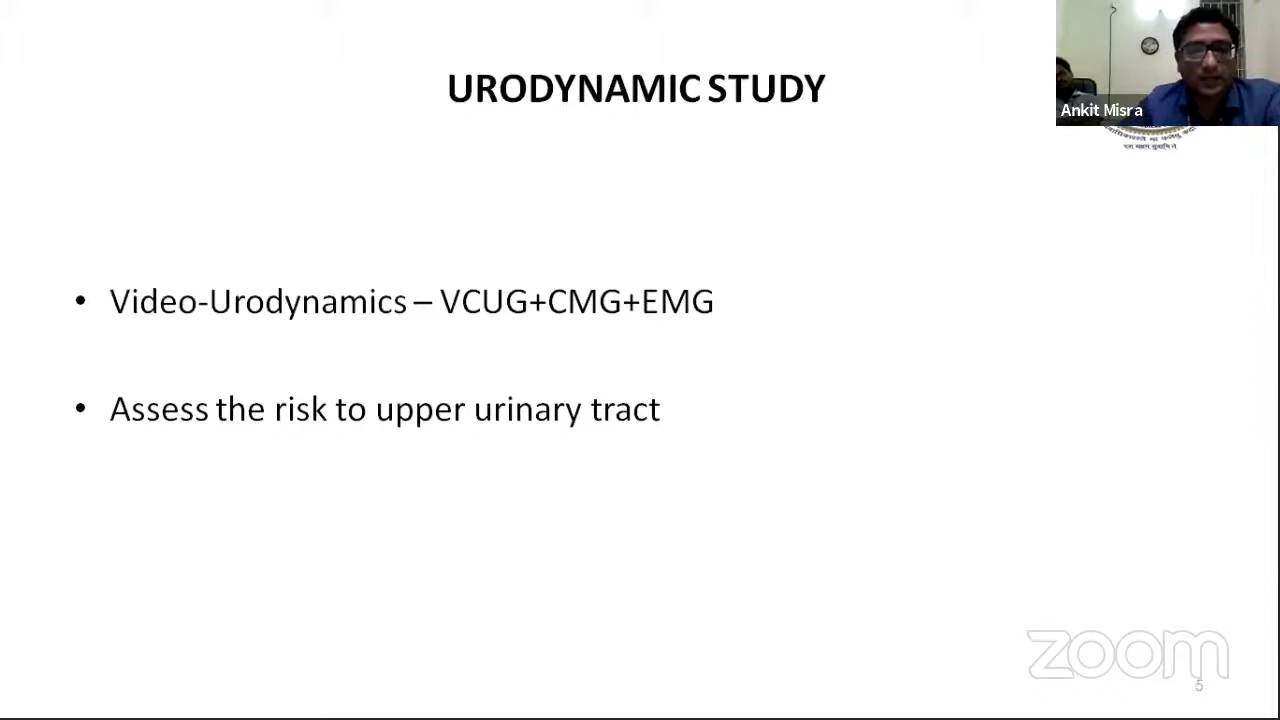 URODYNAMIC STUDY
Ankit Misra
• Video-Urodynamics – VCUG+CMG+EMG
• Assess the risk to upper urinary tract
zoom
5